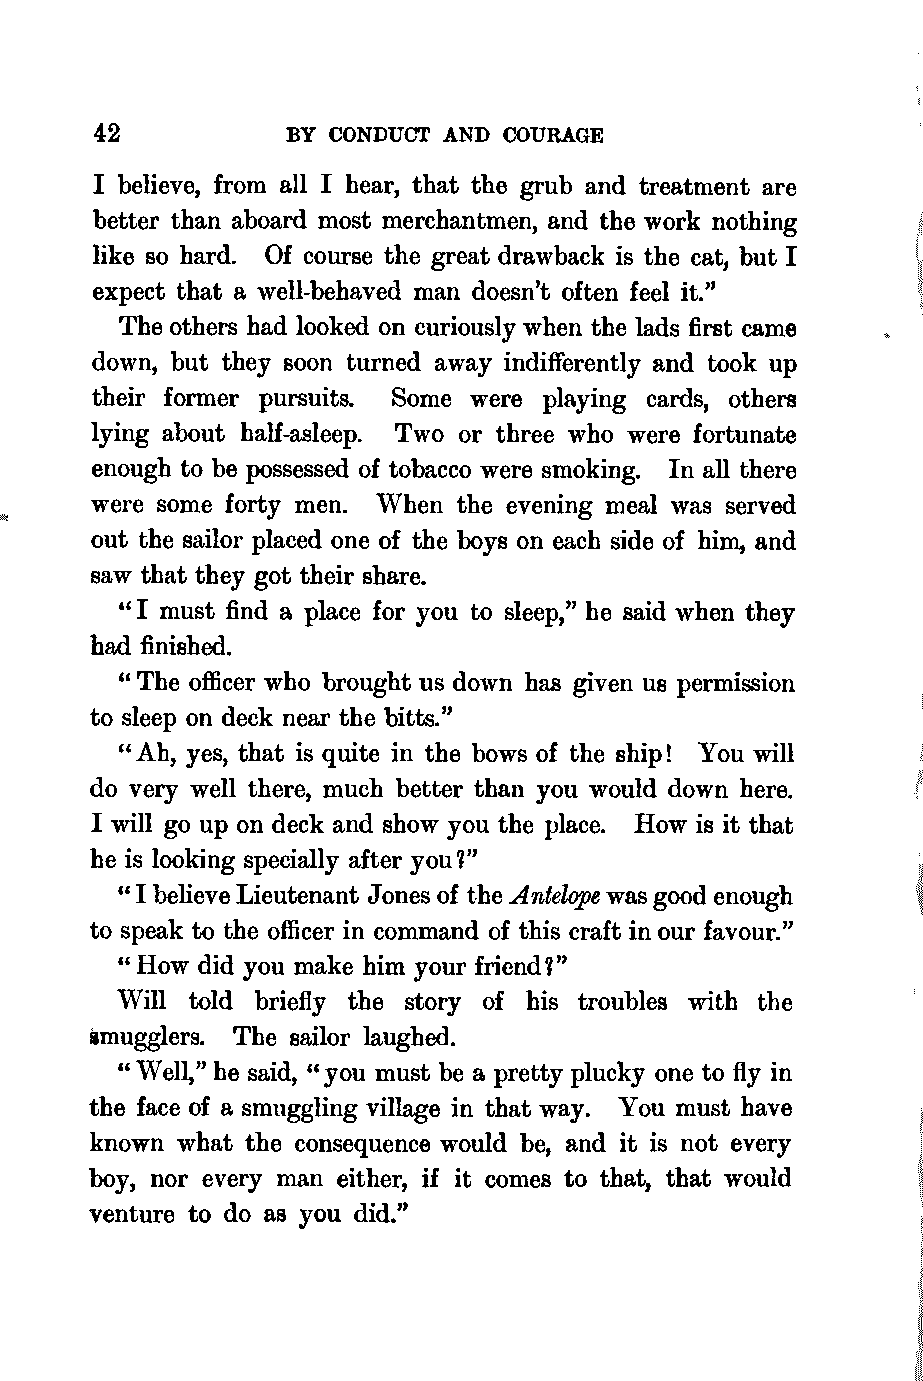 42 BY CONDUCT AND COURAGE
I believe, from all I hear, that the grub and treatment are
better than aboard most merchantmen, and the work nothing
like so hard. Of course the great drawback is the cat, but I
expect that a well-behaved man doesn't often feel it."
The others had looked on curiously when the lads first came
down, but they soon turned away indifferently and took up
their former pursuits. Some were playing cards, others
lying about half-asleep. Two or three who were fortunate
enough to be possessed of tobacco were smoking. In all there
were some forty men. When the evening meal was served
out the sailor placed one of the boys on each side of him, and
saw that they got their share.
"I must find a place for you to sleep," he said when they
had finished.
"The officer who brought us down has given us permission
to sleep on deck near the bitts."
"Ah, yes, that is quite in the bows of the ship! You will
do very well there, much better than you would down here.
I will go up on deck and show you the place. How is it that
he is looking specially after you?"
"I believe Lieutenant Jones of the Antelope was good enough
to speak to the officer in command of this craft in our favour."
"How did you make him your friend?"
Will told briefly the story of his troubles with the
smugglers. The sailor laughed.
"Well," he said, "you must be a pretty plucky one to fly in
the face of a smuggling village in that way. You must have
known what the consequence would be, and it is not every
boy, nor every man either, if it comes to that, that would
venture to do as you did."